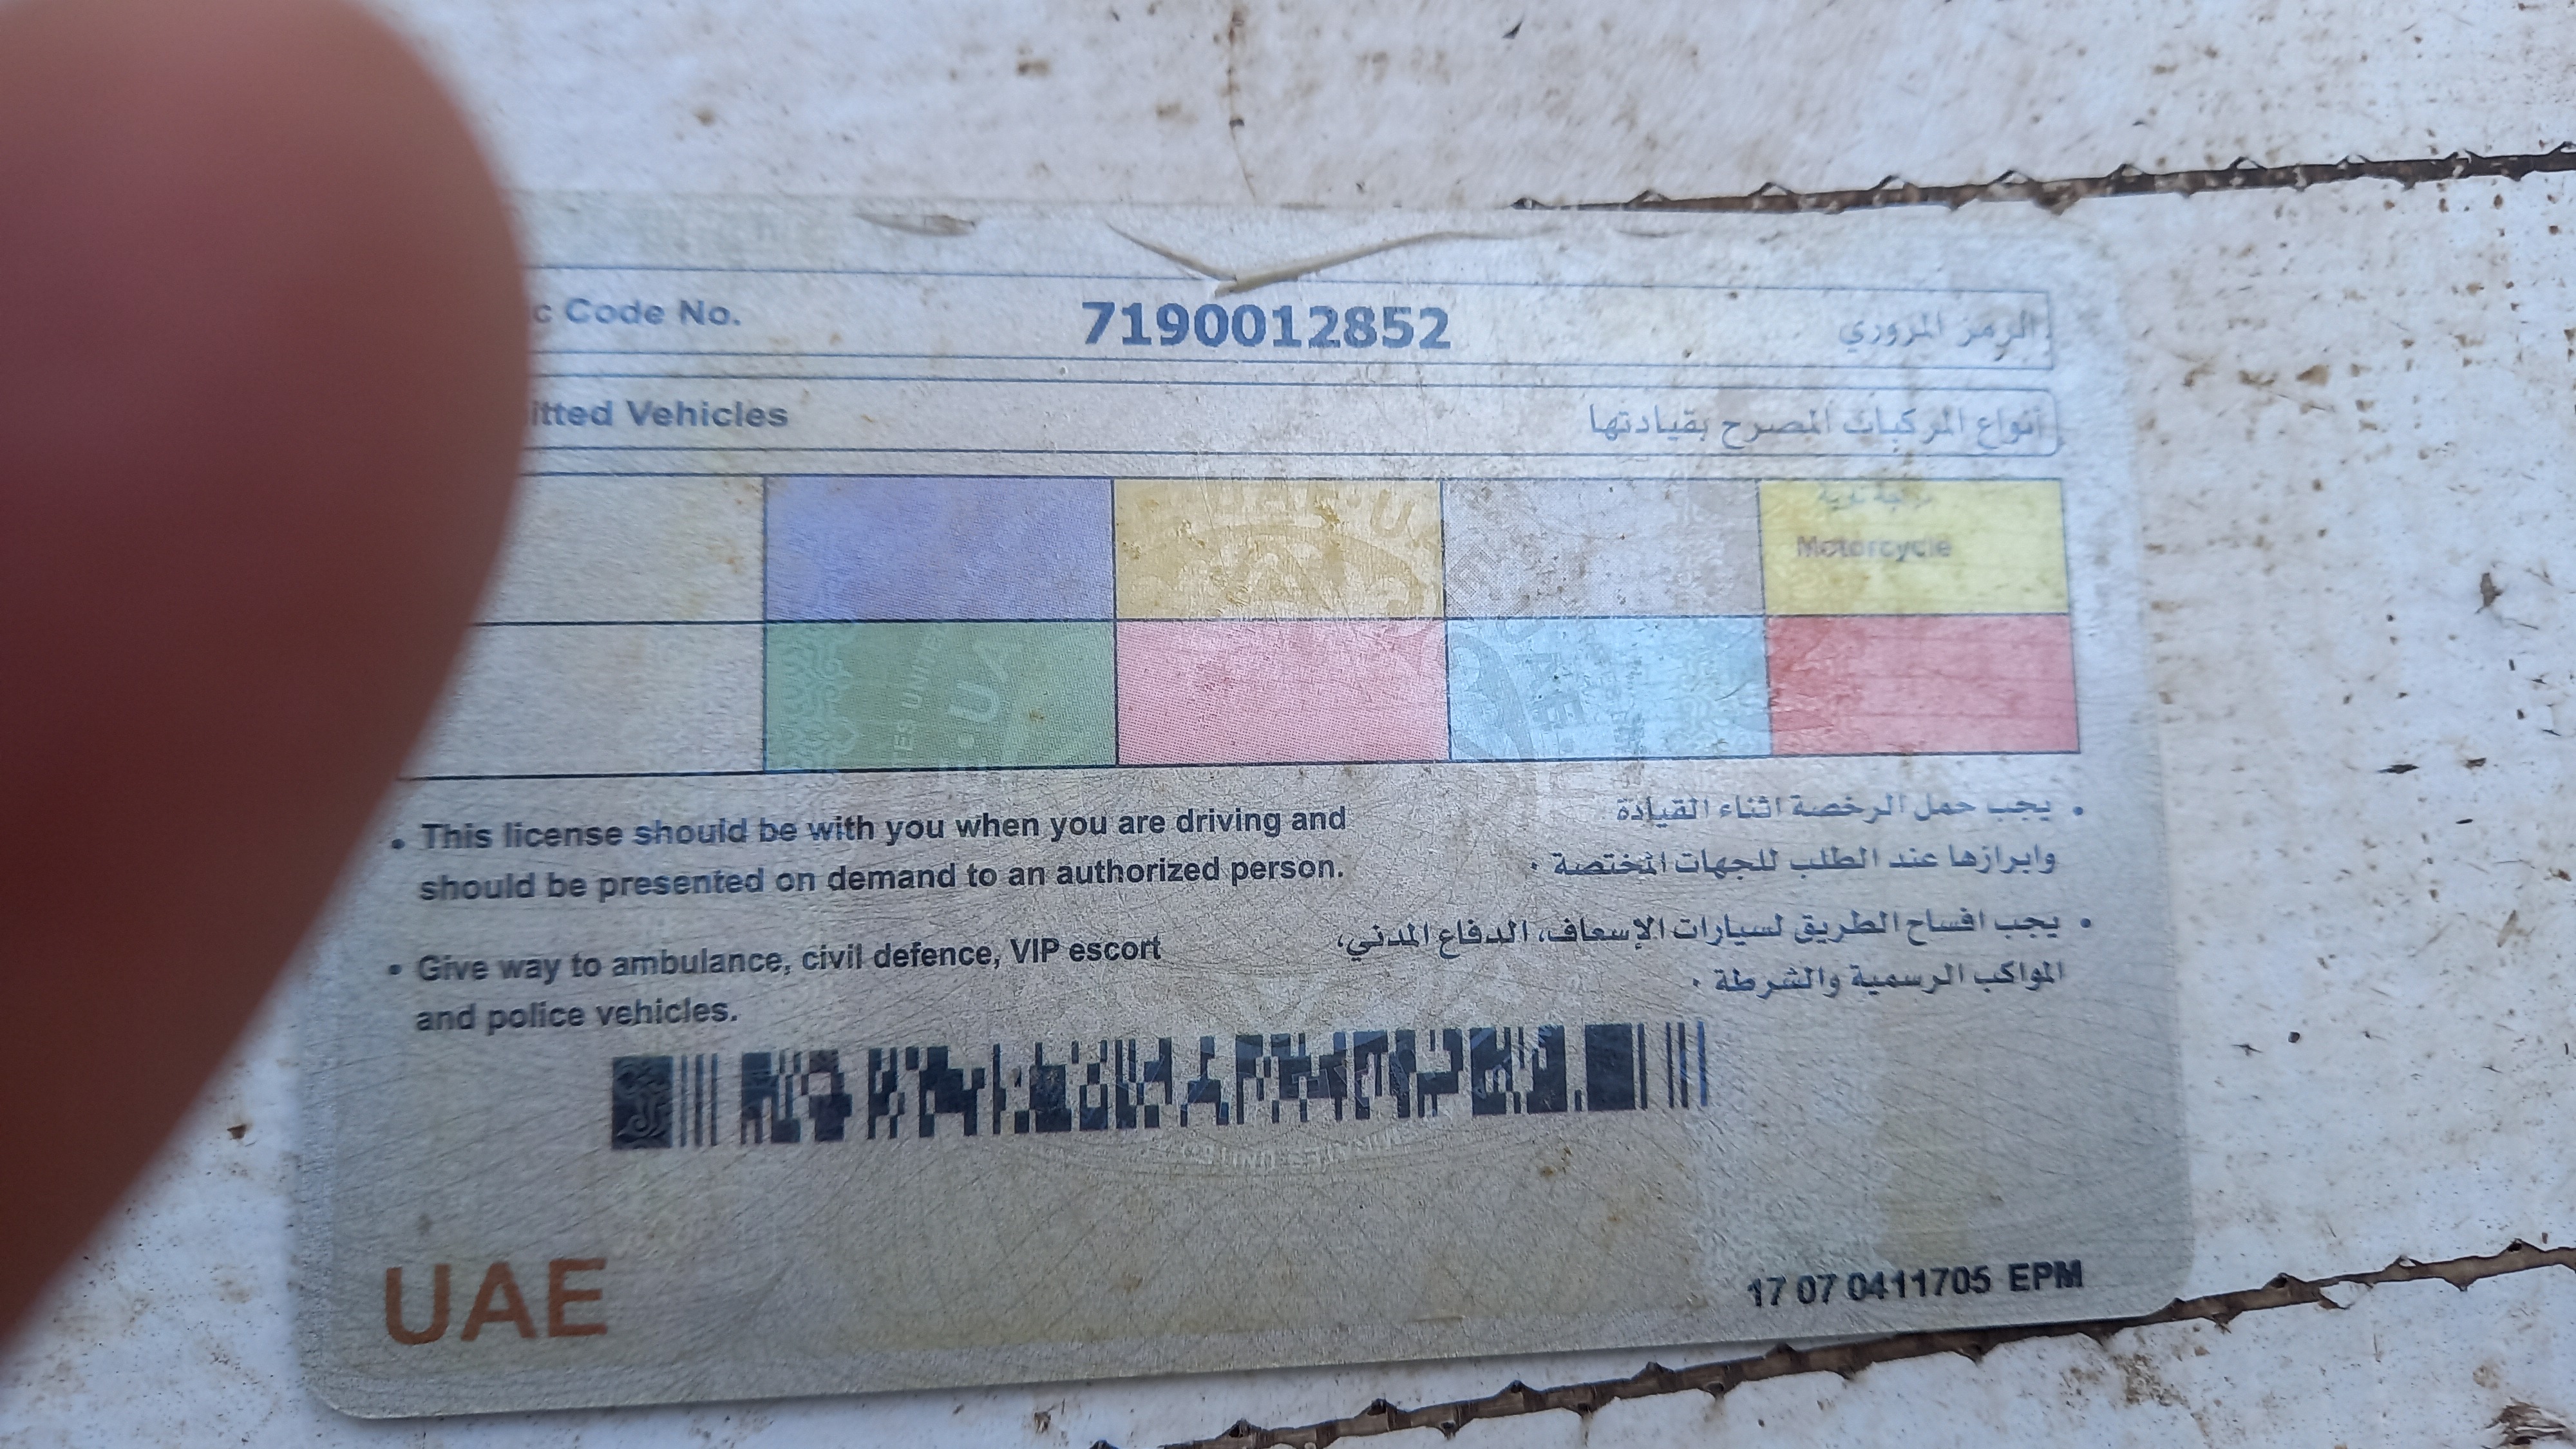 c Code No. 7190012852 الرمز المروري
itted Vehicles أنواع المركبات المصرح بقيادتها
Motorcycle
• This license should be with you when you are driving and
should be presented on demand to an authorized person.
• يجب حمل الرخصة اثناء القيادة
وابرازها عند الطلب للجهات المختصة .
• Give way to ambulance, civil defence, VIP escort
and police vehicles.
• يجب افساح الطريق لسيارات الإسعاف، الدفاع المدني،
المواكب الرسمية والشرطة .
UAE
17 07 0411705 EPM